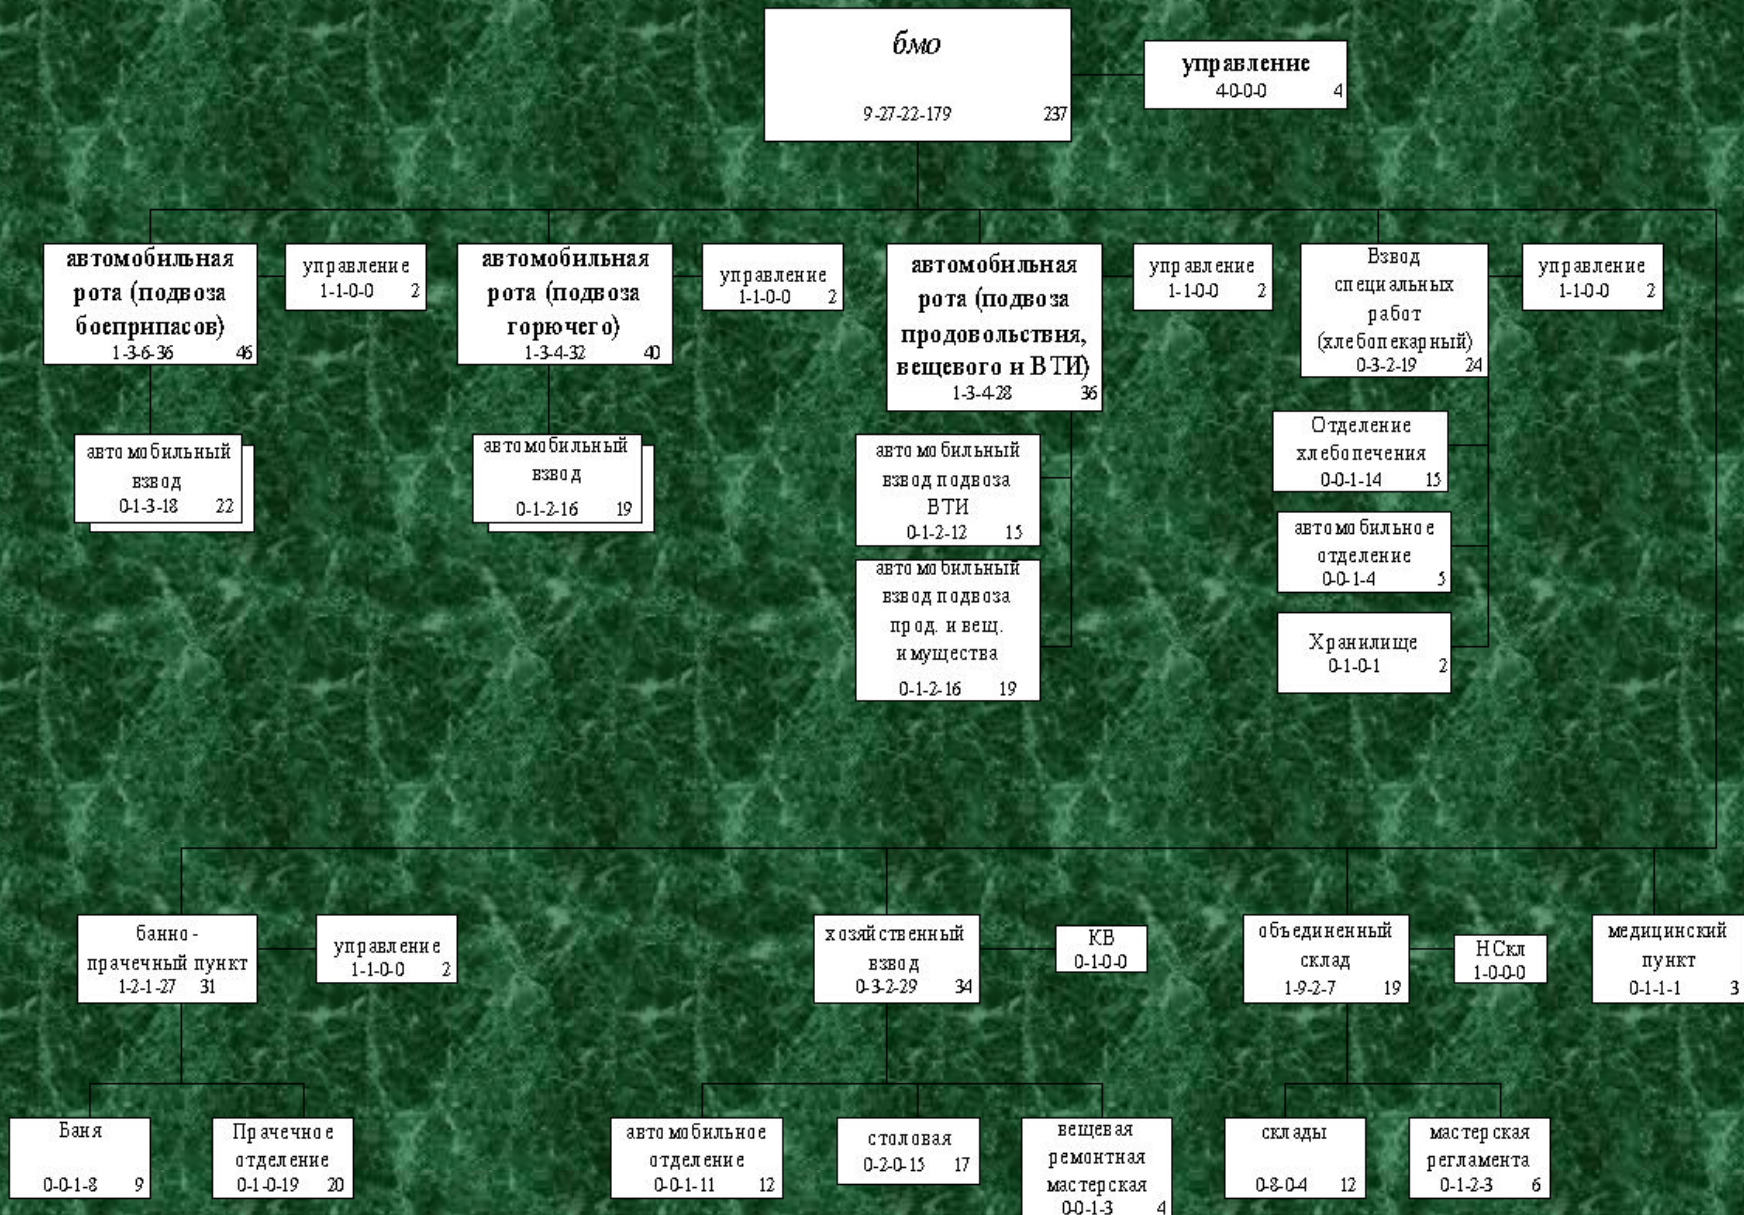 бмо
9-27-22-179 237
управление
4-0-0-0 4
автомобильная
рота (подвоза
боеприпасов)
1-3-6-36 46
управление
1-1-0-0 2
автомобильная
рота (подвоза
горючего)
1-3-4-32 40
управление
1-1-0-0 2
автомобильная
рота (подвоза
продовольствия,
вещевого и ВТИ)
1-3-4-28 36
управление
1-1-0-0 2
Взвод
специальных
работ
(хлебопекарный)
0-3-2-19 24
управление
1-1-0-0 2
автомобильный
взвод
0-1-3-18 22
автомобильный
взвод
0-1-2-16 19
автомобильный
взвод подвоза
ВТИ
0-1-2-12 15
автомобильный
взвод подвоза
прод. и вещ.
имущества
0-1-2-16 19
Отделение
хлебопечения
0-0-1-14 15
автомобильное
отделение
0-0-1-4 5
Хранилище
0-1-0-1 2
банно-
прачечный пункт
1-2-1-27 31
управление
1-1-0-0 2
хозяйственный
взвод
0-3-2-29 34
КВ
0-1-0-0
объединенный
склад
1-9-2-7 19
НСкл
1-0-0-0
медицинский
пункт
0-1-1-1 3
Баня
0-0-1-8 9
Прачечное
отделение
0-1-0-19 20
автомобильное
отделение
0-0-1-11 12
столовая
0-2-0-15 17
вещевая
ремонтная
мастерская
0-0-1-3 4
склады
0-8-0-4 12
мастерская
регламента
0-1-2-3 6